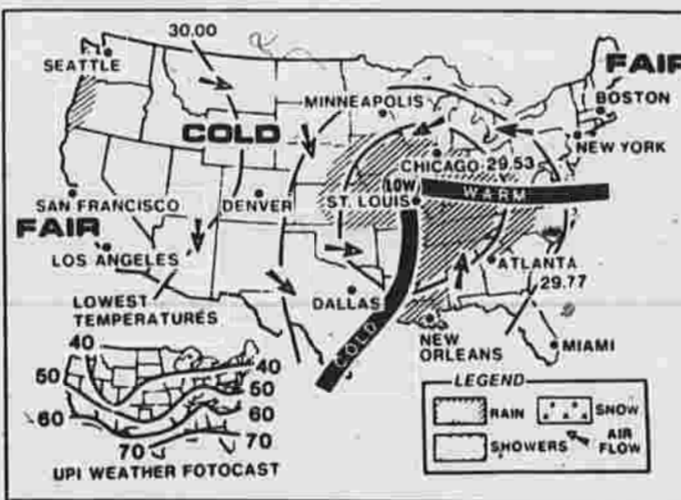 30.00
SEATTLE
FAIR
MINNEAPOLIS
BOSTON
COLD
NEW YORK
CHICAGO 29.53
LOW
WARM
SAN FRANCISCO
DENVER
ST. LOUIS
FAIR
LOS ANGELES
ATLANTA
29.77
LOWEST
TEMPERATURES
DALLAS
COLD
NEW
ORLEANS
MIAMI
40
40
50
50
60
60
70
70
UPI WEATHER FOTOCAST
LEGEND
RAIN
SNOW
SHOWERS
AIR
FLOW